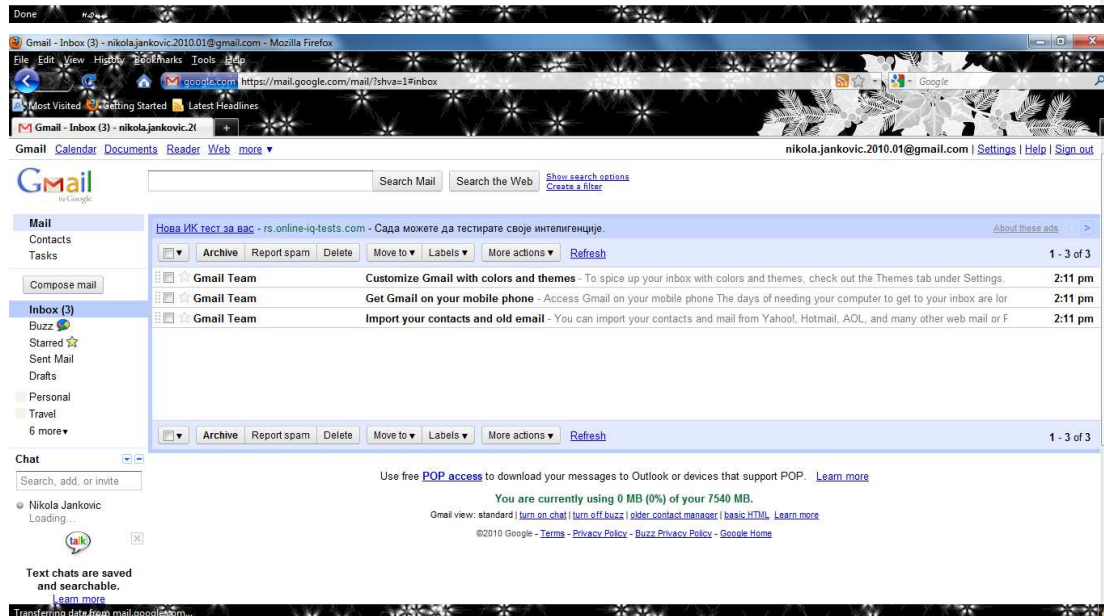 Done
Gmail - Inbox (3) - nikola.jankovic.2010.01@gmail.com - Mozilla Firefox
File Edit View History Bookmarks Tools Help
google.com https://mail.google.com/mail/?shva=1#inbox
Google
Most Visited Getting Started Latest Headlines
Gmail - Inbox (3) - nikola.jankovic.2(
Gmail Calendar Documents Reader Web more ▼
nikola.jankovic.2010.01@gmail.com | Settings | Help | Sign out
Gmail
by Google
Search Mail Search the Web
Show search options
Create a filter
Mail
Contacts
Tasks
Compose mail
Inbox (3)
Buzz
Starred
Sent Mail
Drafts
Personal
Travel
6 more▼
Chat
Search, add, or invite
Nikola Jankovic
Loading...
talk
Text chats are saved
and searchable.
Learn more
Нова ИК тест за вас - rs.online-iq-tests.com - Сада можете да тестирате своје интелигенције.
About these ads < >
Archive Report spam Delete Move to ▼ Labels ▼ More actions ▼ Refresh 1 - 3 of 3
Gmail Team Customize Gmail with colors and themes - To spice up your inbox with colors and themes, check out the Themes tab under Settings. 2:11 pm
Gmail Team Get Gmail on your mobile phone - Access Gmail on your mobile phone The days of needing your computer to get to your inbox are lor 2:11 pm
Gmail Team Import your contacts and old email - You can import your contacts and mail from Yahoo!, Hotmail, AOL, and many other web mail or F 2:11 pm
Archive Report spam Delete Move to ▼ Labels ▼ More actions ▼ Refresh 1 - 3 of 3
Use free POP access to download your messages to Outlook or devices that support POP. Learn more
You are currently using 0 MB (0%) of your 7540 MB.
Gmail view: standard | turn on chat | turn off buzz | older contact manager | basic HTML Learn more
©2010 Google - Terms - Privacy Policy - Buzz Privacy Policy - Google Home
Transferring data from mail.google.com...